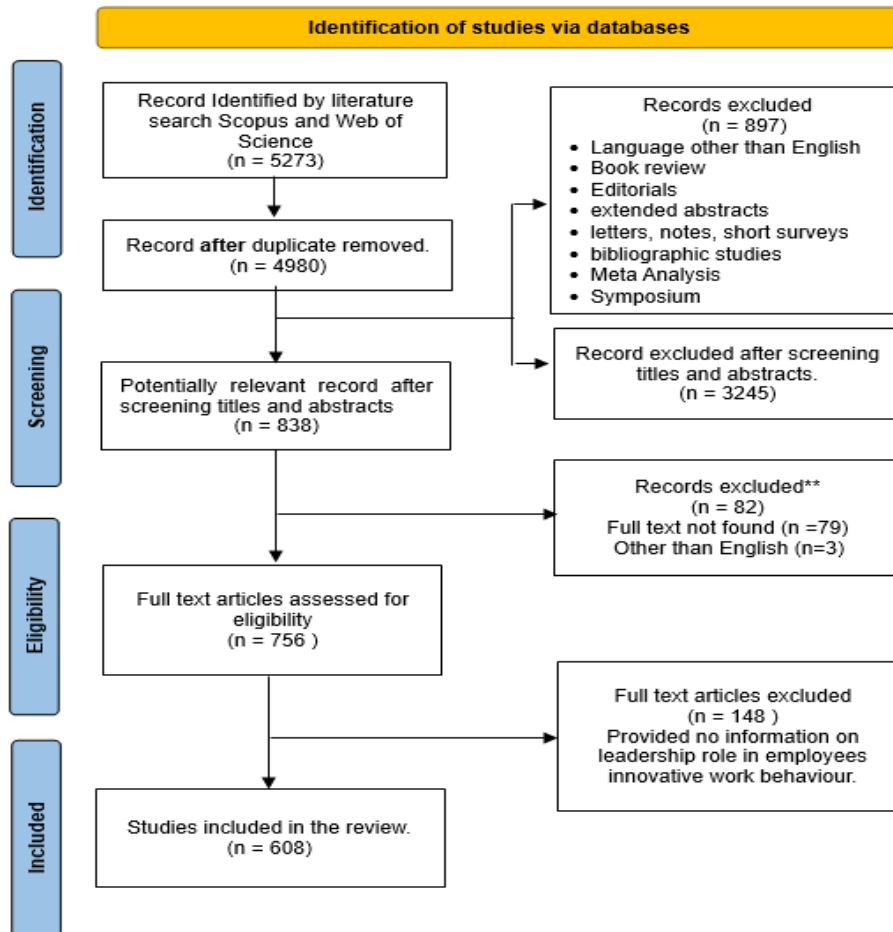 Identification of studies via databases
Identification
Record Identified by literature
search Scopus and Web of
Science
(n = 5273)
Record after duplicate removed.
(n = 4980)
Records excluded
(n = 897)
• Language other than English
• Book review
• Editorials
• extended abstracts
• letters, notes, short surveys
• bibliographic studies
• Meta Analysis
• Symposium
Screening
Potentially relevant record after
screening titles and abstracts
(n = 838)
Record excluded after screening
titles and abstracts.
(n = 3245)
Records excluded**
(n = 82)
Full text not found (n =79)
Other than English (n=3)
Eligibility
Full text articles assessed for
eligibility
(n = 756 )
Full text articles excluded
(n = 148 )
Provided no information on
leadership role in employees
innovative work behaviour.
Included
Studies included in the review.
(n = 608)